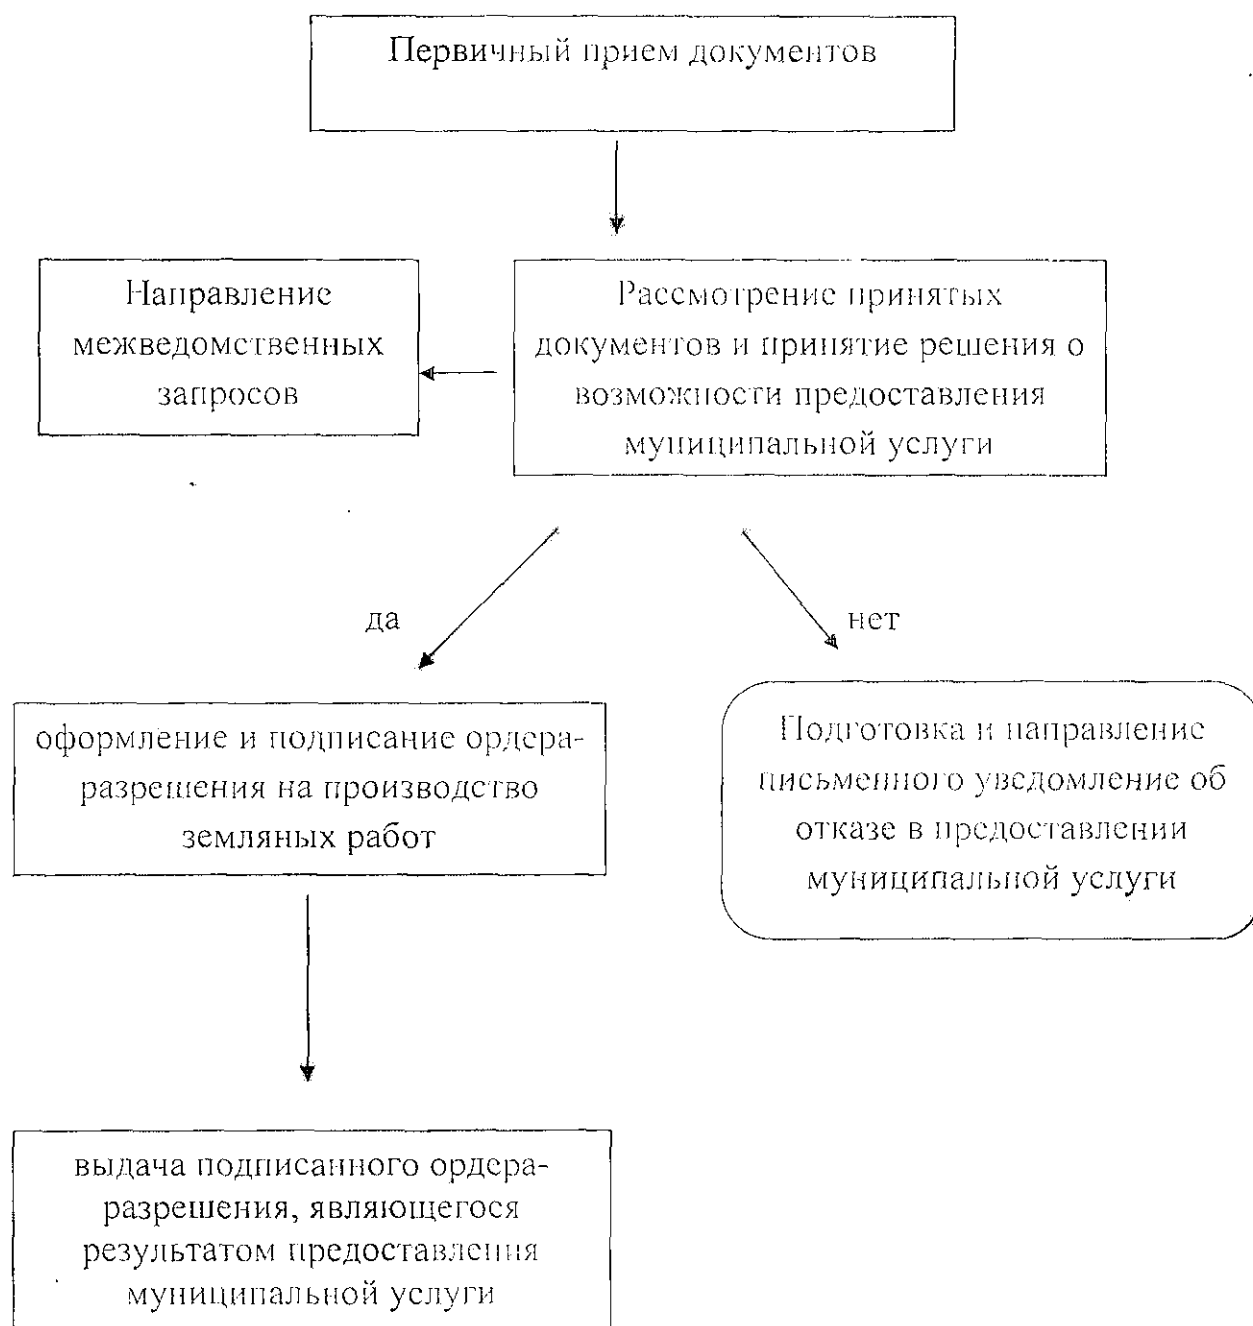 Первичный прием документов
Направление
межведомственных
запросов
Рассмотрение принятых
документов и принятие решения о
возможности предоставления
муниципальной услуги
да
нет
оформление и подписание ордера-
разрешения на производство
земляных работ
Подготовка и направление
письменного уведомление об
отказе в предоставлении
муниципальной услуги
выдача подписанного ордера-
разрешения, являющегося
результатом предоставления
муниципальной услуги